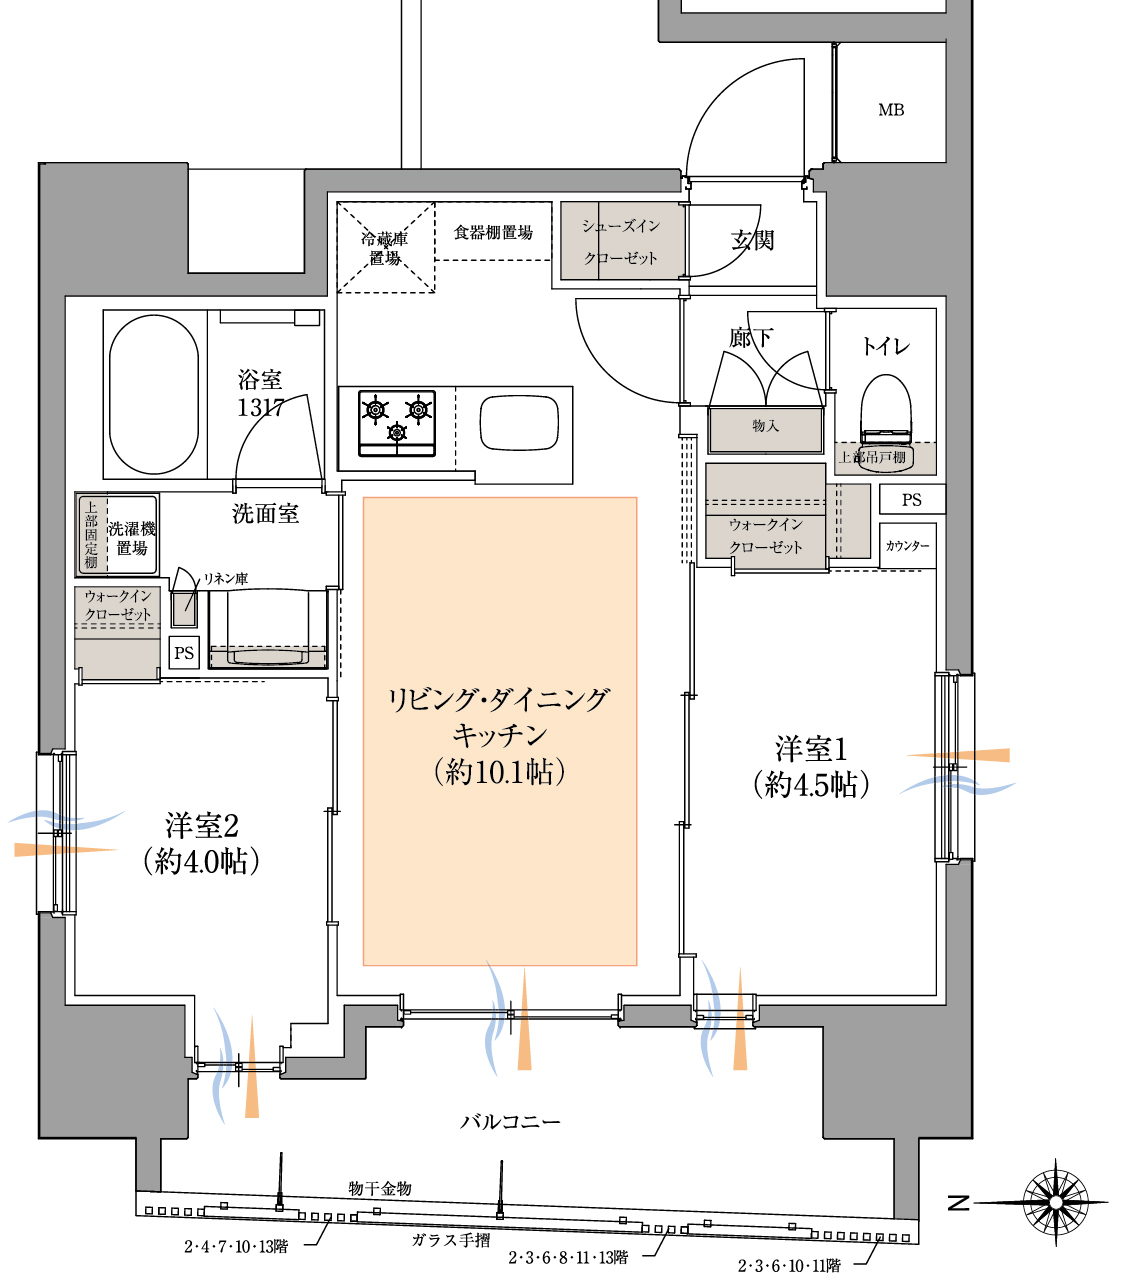 MB
冷蔵庫
置場
食器棚置場
シューズイン
クローゼット
玄関
廊下
トイレ
浴室
1317
物入
上部吊戸棚
PS
カウンター
ウォークイン
クローゼット
上部固定棚
洗濯機
置場
洗面室
リネン庫
ウォークイン
クローゼット
PS
リビング・ダイニング
キッチン
(約10.1帖)
洋室1
(約4.5帖)
洋室2
(約4.0帖)
バルコニー
物干金物
ガラス手摺
2・4・7・10・13階
2・3・6・8・11・13階
2・3・6・10・11階
N